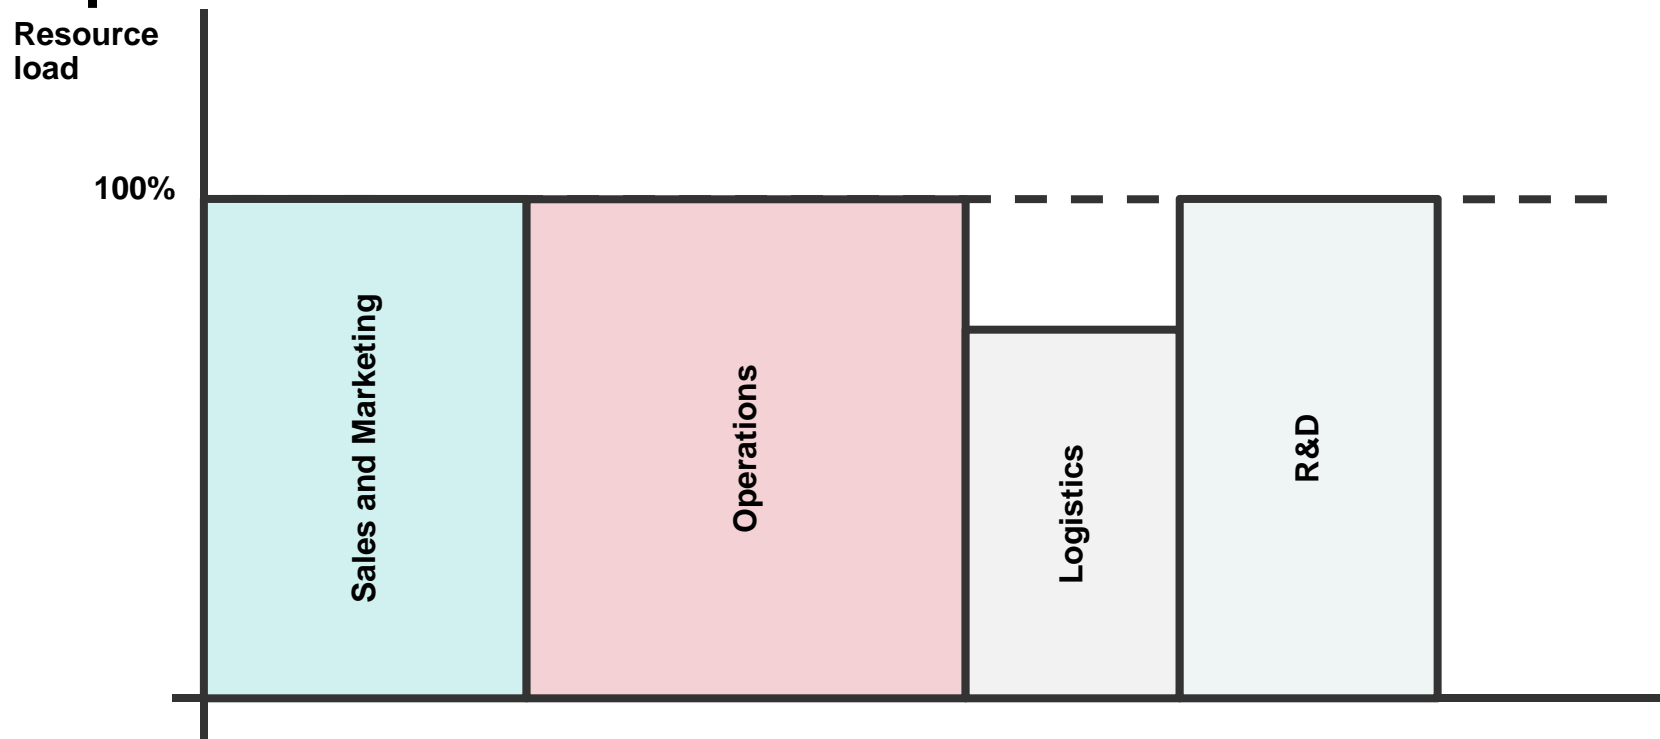 Resource
load
100%
Sales and Marketing
Operations
Logistics
R&D